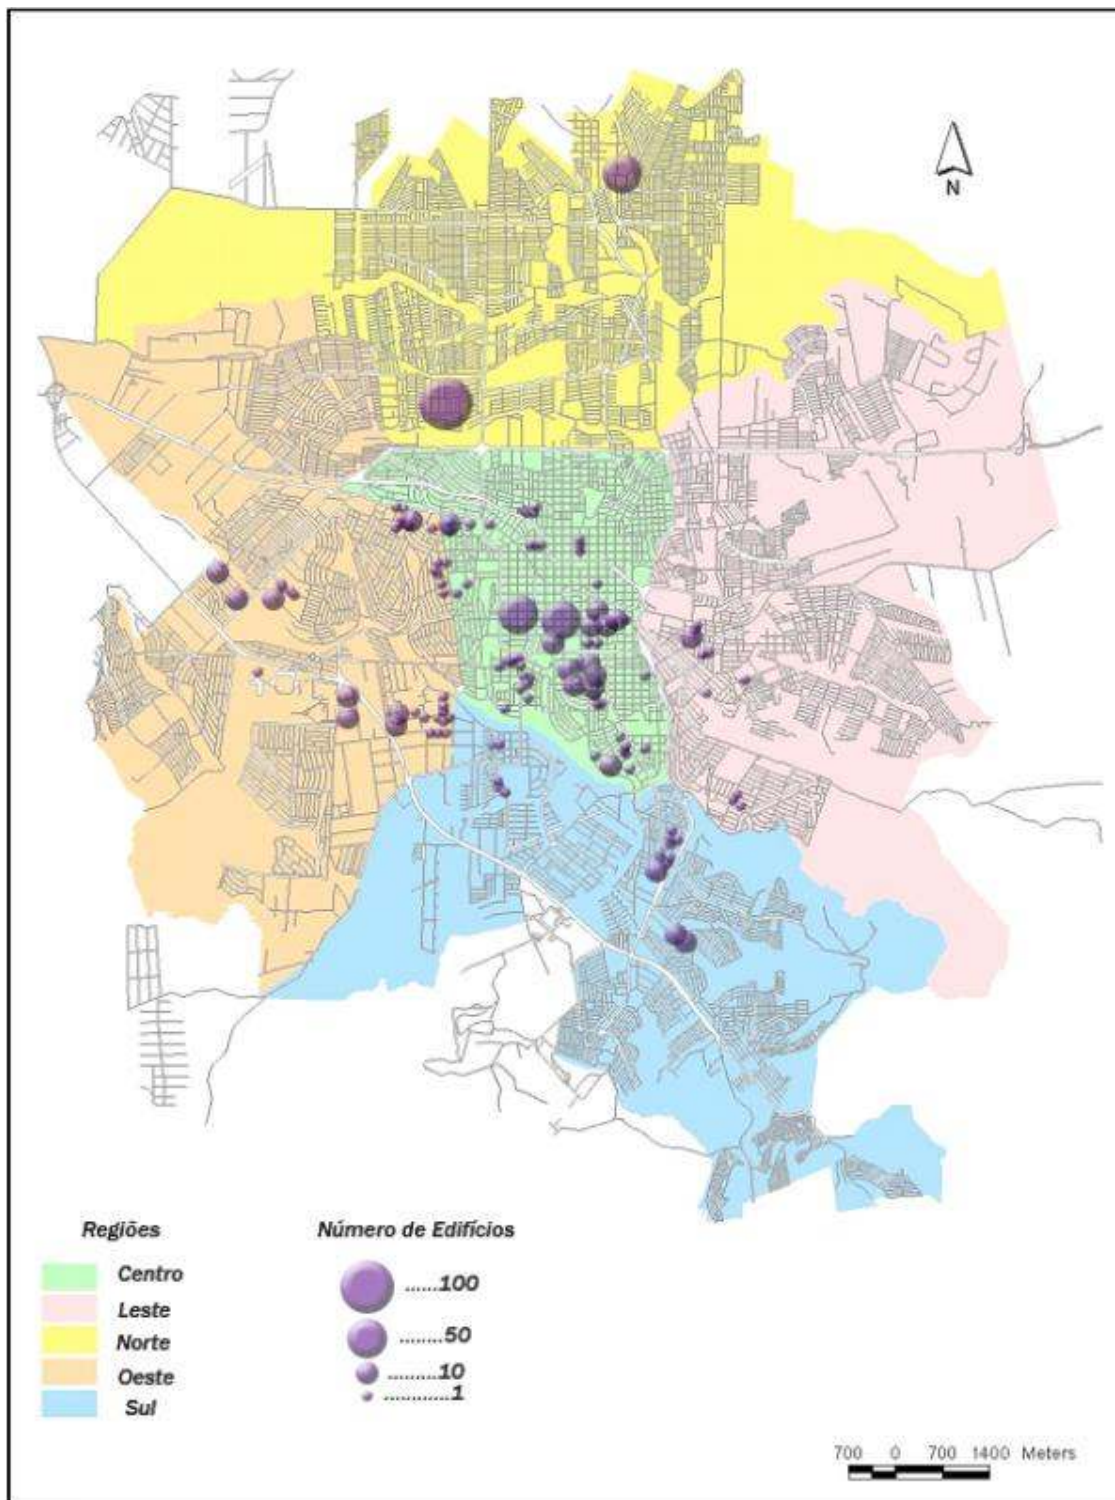 N
Regiões
Centro
Leste
Norte
Oeste
Sul
Número de Edifícios
......100
........50
..........10
............1
700 0 700 1400 Meters